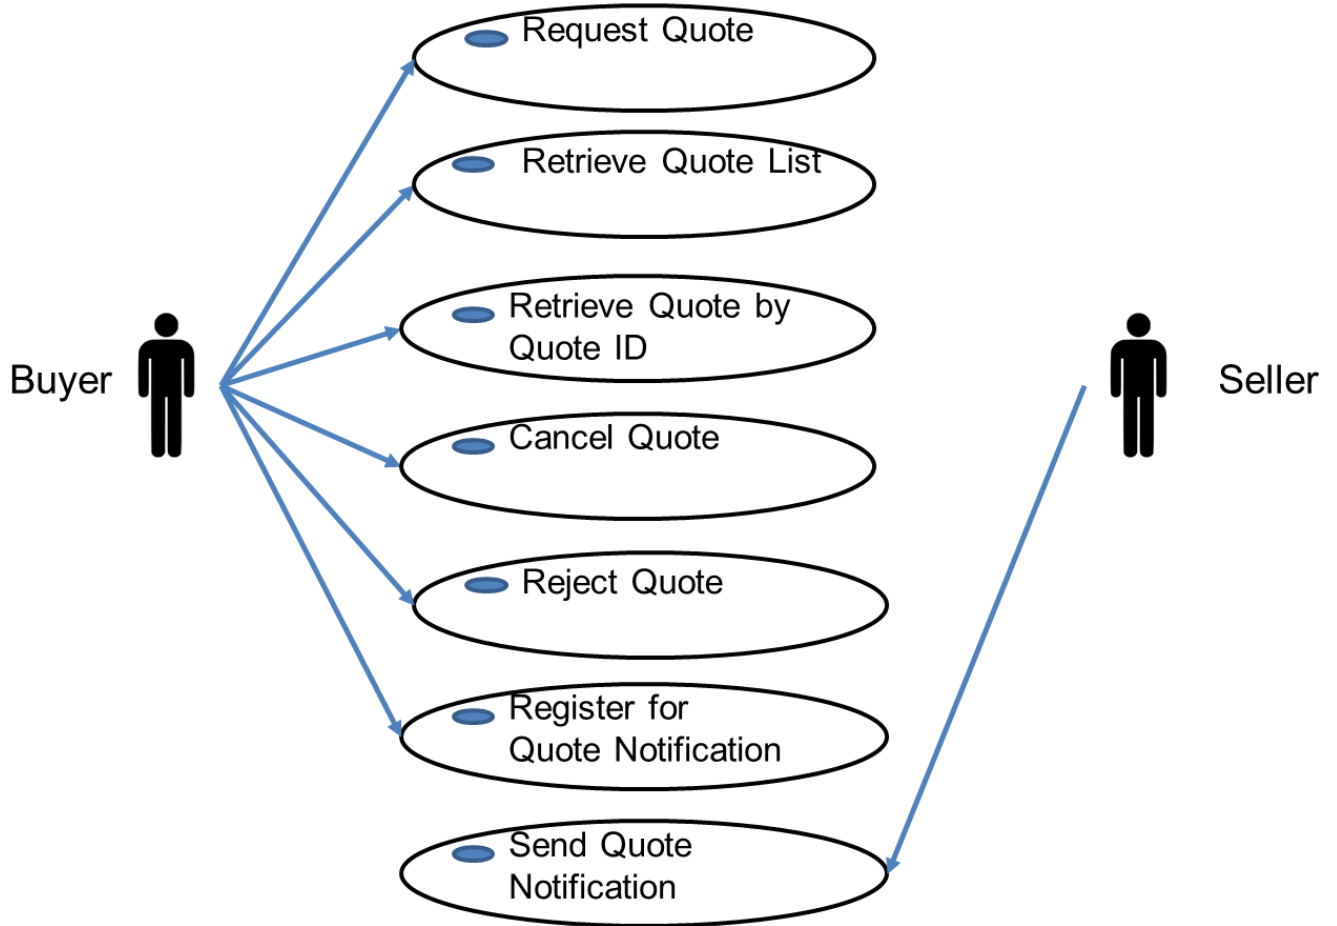 Request Quote
Retrieve Quote List
Retrieve Quote by
Quote ID
Buyer
Seller
Cancel Quote
Reject Quote
Register for
Quote Notification
Send Quote
Notification